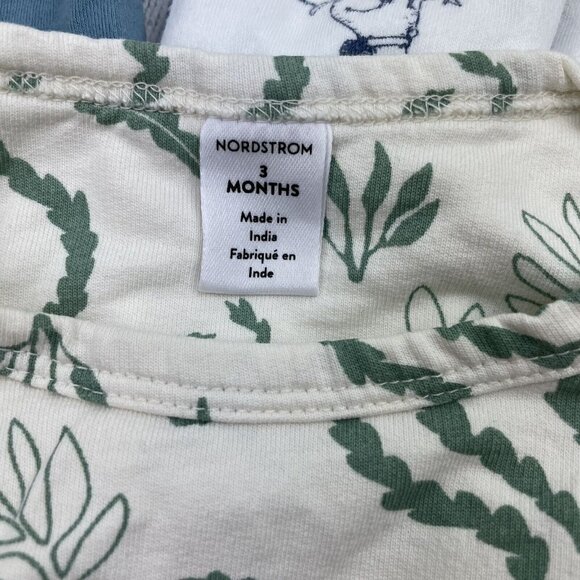 NORDSTROM
3
MONTHS
Made in
India
Fabriqué en
Inde